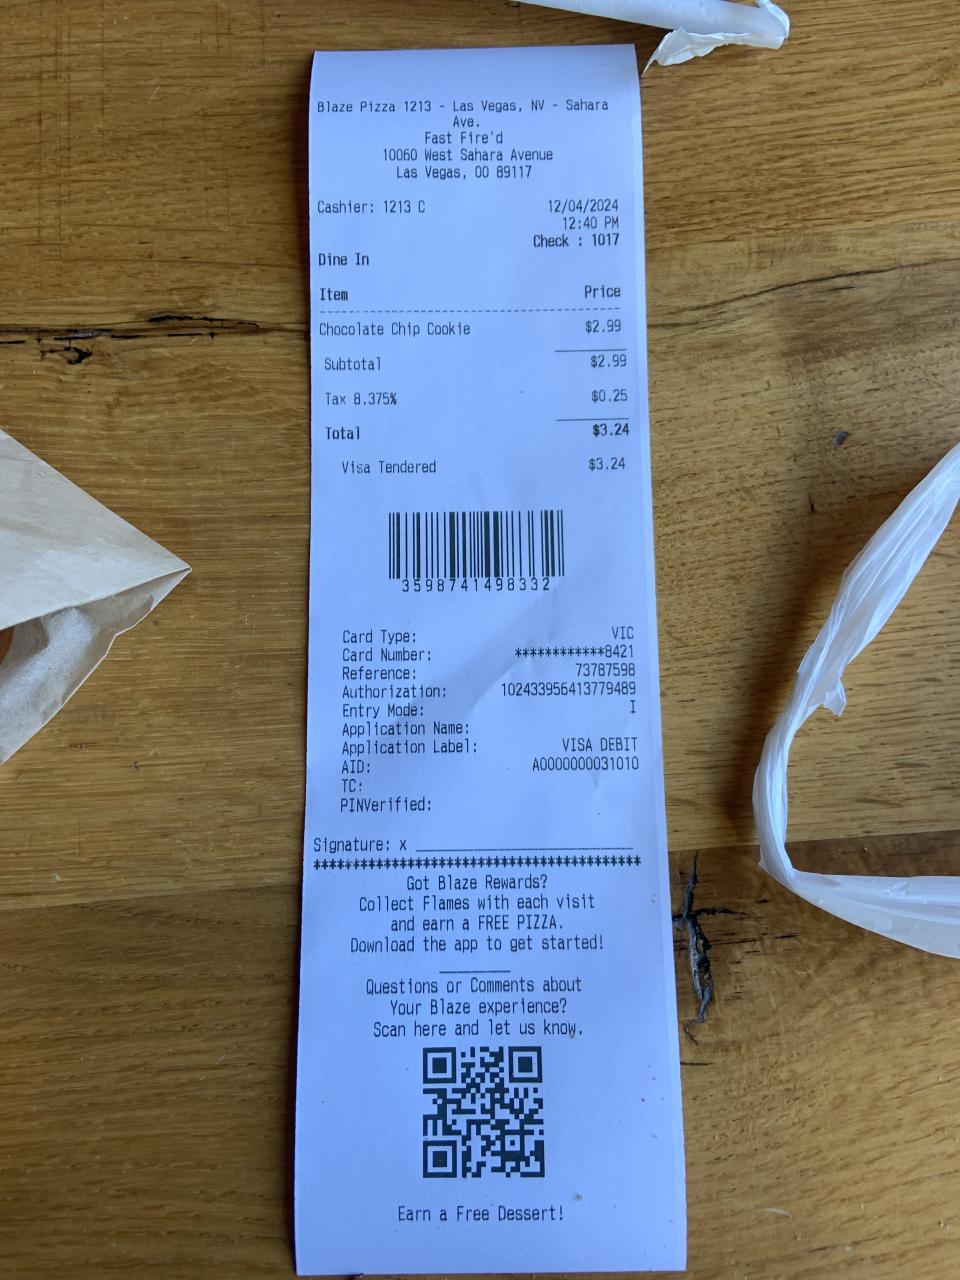 Blaze Pizza 1213 - Las Vegas, NV - Sahara
Ave.
Fast Fire'd
10060 West Sahara Avenue
Las Vegas, OO 89117
Cashier: 1213 C 12/04/2024
12:40 PM
Check : 1017
Dine In
Item Price
Chocolate Chip Cookie $2.99
Subtotal $2.99
Tax 8.375% $0.25
Total $3.24
Visa Tendered $3.24
3598741498332
Card Type: VIC
Card Number: ************8421
Reference: 73787598
Authorization: 102433956413779489
Entry Mode: I
Application Name:
Application Label: VISA DEBIT
AID: A0000000031010
TC:
PINVerified:
Signature: x
*****************************************
Got Blaze Rewards?
Collect Flames with each visit
and earn a FREE PIZZA.
Download the app to get started!
Questions or Comments about
Your Blaze experience?
Scan here and let us know.
Earn a Free Dessert!